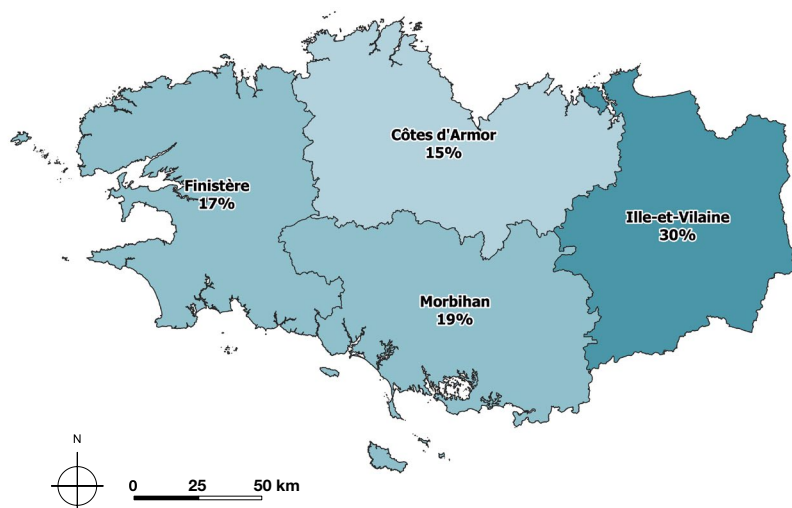 Côtes d'Armor
15%
Finistère
17%
Ille-et-Vilaine
30%
Morbihan
19%
N
0 25 50 km